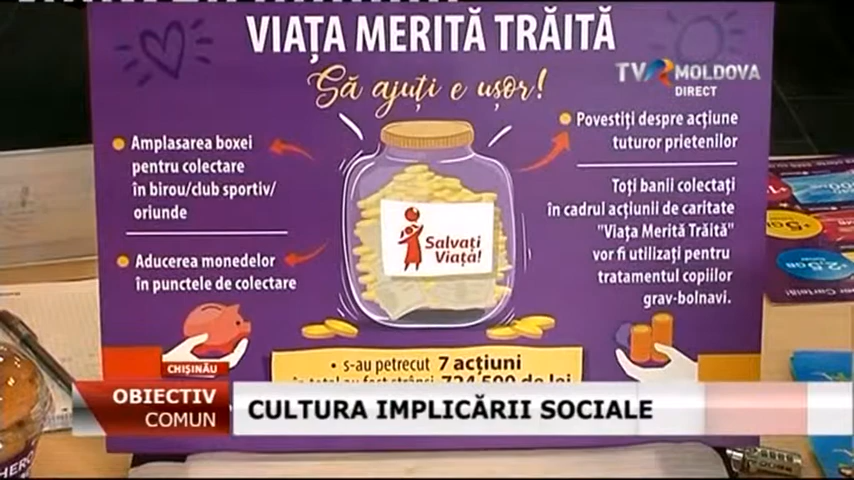 VIAȚA MERITĂ TRĂITĂ
Să ajuți e ușor!
TVR MOLDOVA
DIRECT
Amplasarea boxei
pentru colectare
în birou/club sportiv/
oriunde
Aducerea monedelor
în punctele de colectare
Salvați
Viața!
Povestiți despre acțiune
tuturor prietenilor
Toți banii colectați
în cadrul acțiunii de caritate
"Viața Merită Trăită"
vor fi utilizați pentru
tratamentul copiilor
grav-bolnavi.
• s-au petrecut 7 acțiuni
CHIȘINĂU
OBIECTIV
COMUN
CULTURA IMPLICĂRII SOCIALE